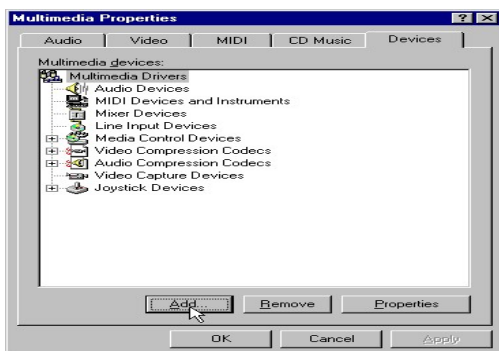 Multimedia Properties
Audio Video MIDI CD Music Devices
Multimedia devices:
Multimedia Drivers
Audio Devices
MIDI Devices and Instruments
Mixer Devices
Line Input Devices
Media Control Devices
Video Compression Codecs
Audio Compression Codecs
Video Capture Devices
Joystick Devices
Add... Remove Properties
OK Cancel Apply